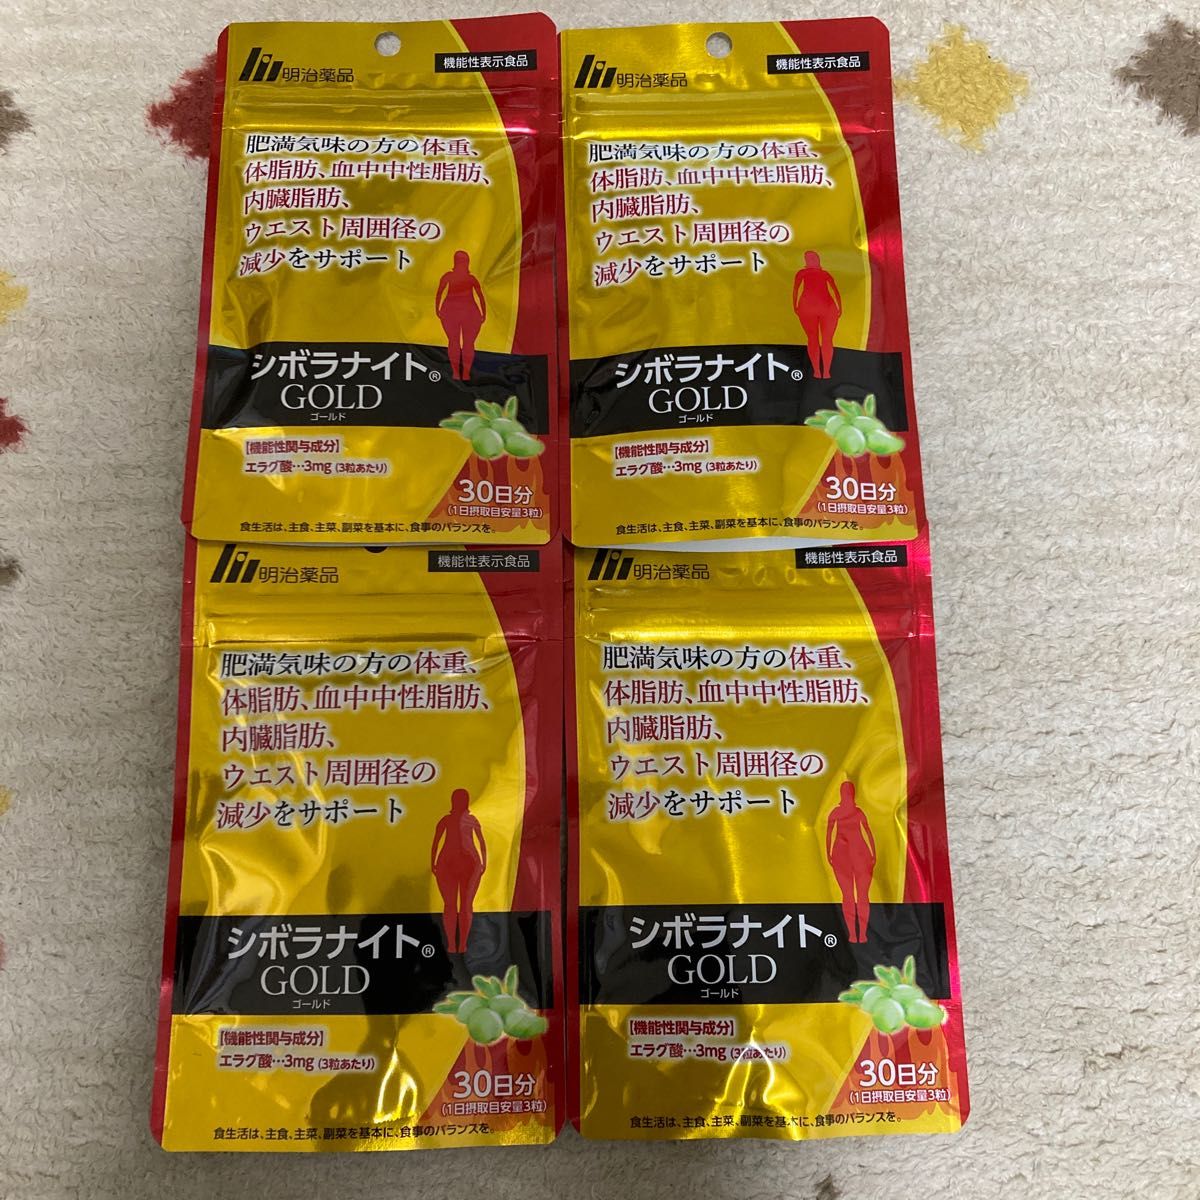 明治薬品
機能性表示食品
肥満気味の方の体重、
体脂肪、血中中性脂肪、
内臓脂肪、
ウエスト周囲径の
減少をサポート
シボラナイト®
GOLD
ゴールド
【機能性関与成分】
エラグ酸…3mg（3粒あたり）
30日分
（1日摂取目安量3粒）
食生活は、主食、主菜、副菜を基本に、食事のバランスを。
明治薬品
機能性表示食品
肥満気味の方の体重、
体脂肪、血中中性脂肪、
内臓脂肪、
ウエスト周囲径の
減少をサポート
シボラナイト®
GOLD
ゴールド
【機能性関与成分】
エラグ酸…3mg（3粒あたり）
30日分
（1日摂取目安量3粒）
食生活は、主食、主菜、副菜を基本に、食事のバランスを。
明治薬品
機能性表示食品
肥満気味の方の体重、
体脂肪、血中中性脂肪、
内臓脂肪、
ウエスト周囲径の
減少をサポート
シボラナイト®
GOLD
ゴールド
【機能性関与成分】
エラグ酸…3mg（3粒あたり）
30日分
（1日摂取目安量3粒）
食生活は、主食、主菜、副菜を基本に、食事のバランスを。
明治薬品
機能性表示食品
肥満気味の方の体重、
体脂肪、血中中性脂肪、
内臓脂肪、
ウエスト周囲径の
減少をサポート
シボラナイト®
GOLD
ゴールド
【機能性関与成分】
エラグ酸…3mg（3粒あたり）
30日分
（1日摂取目安量3粒）
食生活は、主食、主菜、副菜を基本に、食事のバランスを。